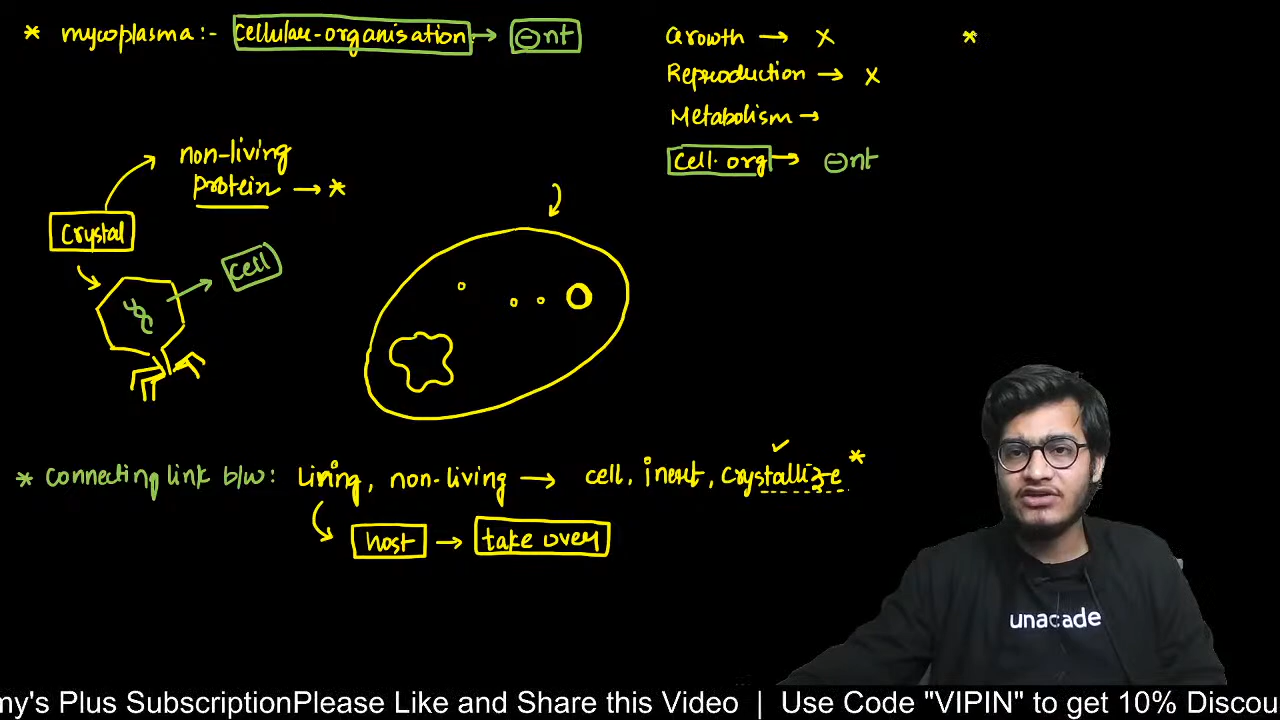 * mycoplasma:- Cellular-organisation → ⊖nt
Growth → X
*
Reproduction → X
Metabolism →
Cell. org → ⊖nt
non-living
protein → *
Crystal
Cell
* Connecting link b/w: Living, non-living → cell, inert, crystallize *
host → take over
unacademy
my's Plus SubscriptionPlease Like and Share this Video | Use Code "VIPIN" to get 10% Discou